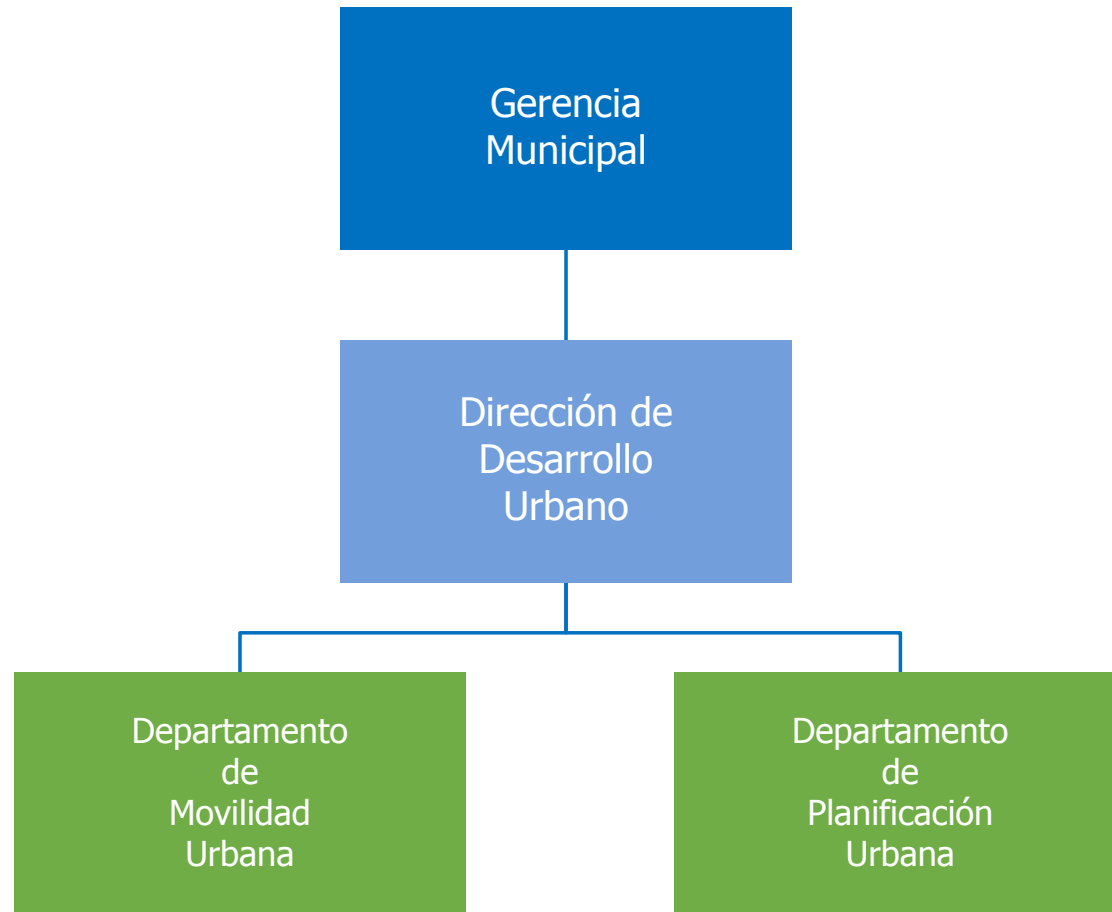 Gerencia
Municipal
Dirección de
Desarrollo
Urbano
Departamento
de
Movilidad
Urbana
Departamento
de
Planificación
Urbana